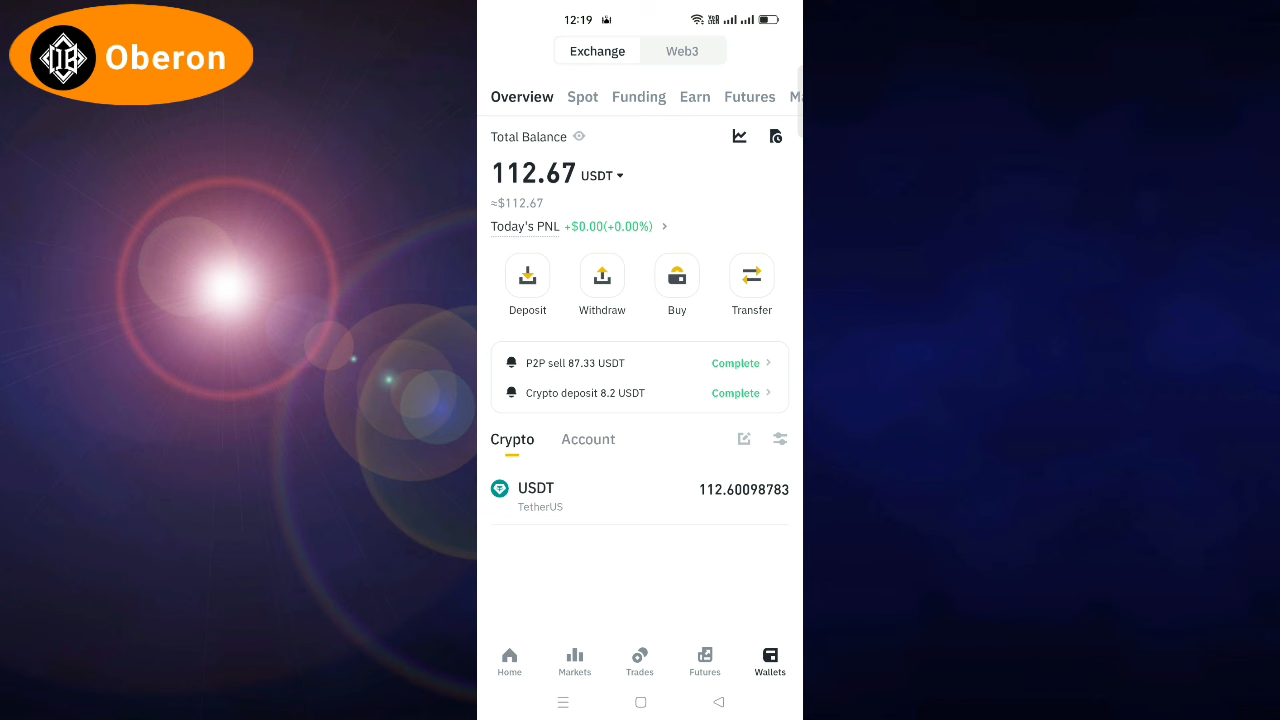 Oberon
12:19
Exchange Web3
Overview Spot Funding Earn Futures
Total Balance
112.67 USDT
≈$112.67
Today's PNL +$0.00(+0.00%)
Deposit Withdraw Buy Transfer
P2P sell 87.33 USDT Complete
Crypto deposit 8.2 USDT Complete
Crypto Account
USDT 112.60098783
TetherUS
Home Markets Trades Futures Wallets